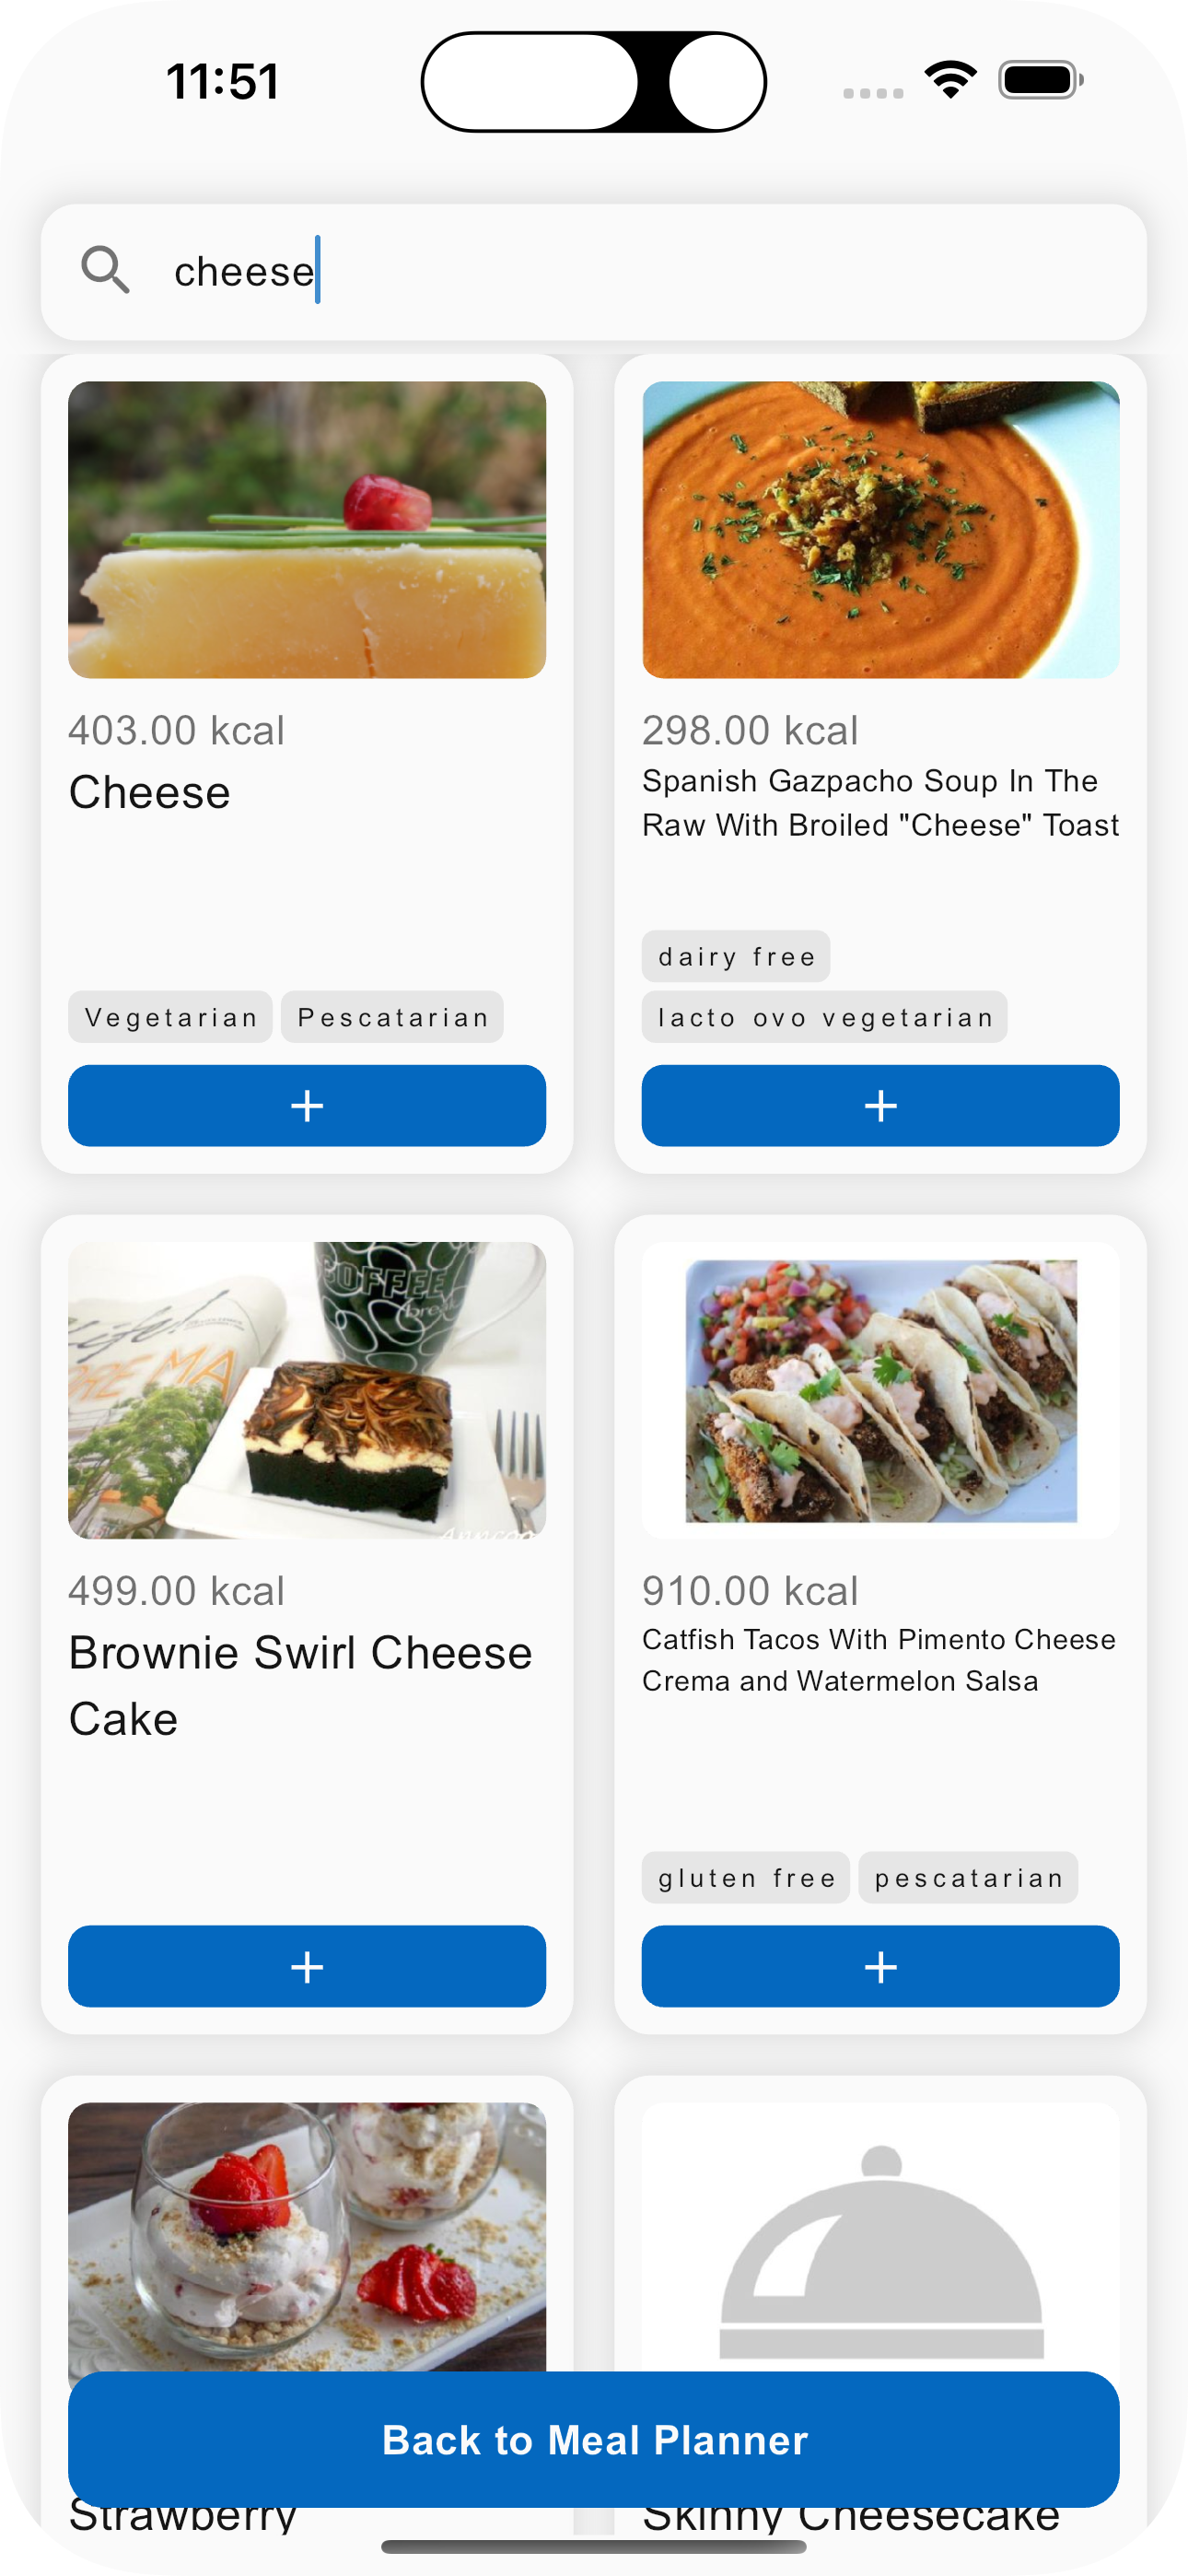 11:51
cheese
403.00 kcal
Cheese
Vegetarian Pescatarian
298.00 kcal
Spanish Gazpacho Soup In The
Raw With Broiled "Cheese" Toast
dairy free
lacto ovo vegetarian
COFFEE
break
499.00 kcal
Brownie Swirl Cheese
Cake
910.00 kcal
Catfish Tacos With Pimento Cheese
Crema and Watermelon Salsa
gluten free pescatarian
Back to Meal Planner
Strawberry
Skinny Cheesecake